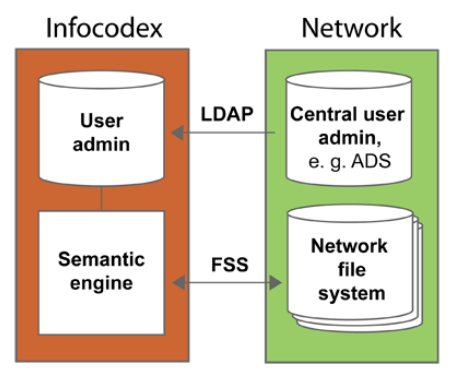 Infocodex
Network
User
admin
LDAP
Central user
admin,
e. g. ADS
Semantic
engine
FSS
Network
file
system